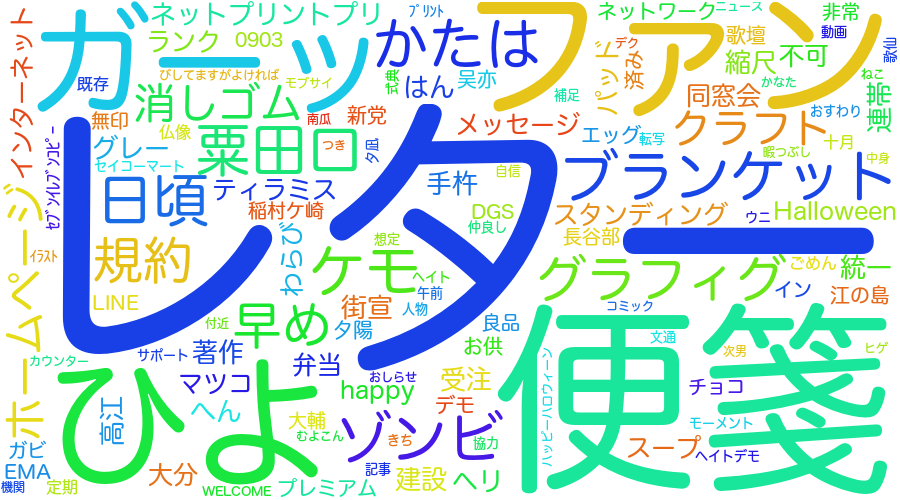 ネットプリントプリ
ﾌﾟﾘﾝﾄ
ガーッ
ファン
ネットワーク
ニュース
非常
動画
歌仙
ランク
0903
かたは
デク
歌壇
不可
ねこ
インターネット
既存
びしてますがよければ
モブサイ
式典
はん
呉亦
パッド
済み
縮尺
かなた
おすわり
連帯
消しゴム
南瓜
新党
補足
同窓会
無印
仏像
メッセージ
エッグ
転写
クラフト
十月
グレー
粟田口
つき
夕凪
暇つぶし
中身
セイコーマート
ｾﾌﾞﾝｲﾚﾌﾞﾝｺﾋﾟｰ
レター
自信
ブランケット
日頃
ティラミス
手杵
稲村ケ崎
DGS
仲良し
スタンディング
ウニ
Halloween
長谷部
ホームページ
ｲﾗｽﾄ
規約
わらび
想定
ケモ
ヘイト
グラフィグ
ごめん
統一
LINE
午前
イン
江の島
街宣
人物
コミック
付近
早め
夕陽
良品
便箋
文通
カウンター
サポート
著作
お供
次男
ヒゲ
ひよ
弁当
マツコ
おしらせ
happy
受注
ハッピーハロウィーン
チョコ
高江
へん
大輔
むよこん
デモ
モーメント
ゾンビ
きち
協力
スープ
ヘイトデモ
ガビ
EMA
大分
記事
建設
ヘリ
機関
定期
WELCOME
プレミアム